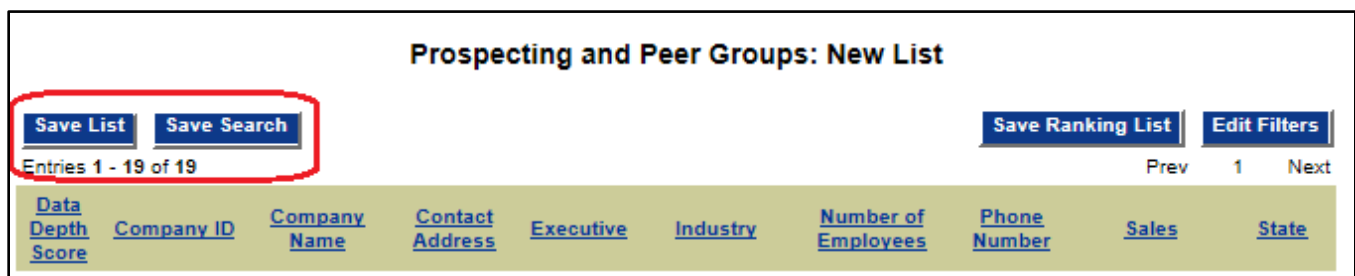 Prospecting and Peer Groups: New List
Save List Save Search Save Ranking List Edit Filters
Entries 1 - 19 of 19 Prev 1 Next
Data Depth Score Company ID Company Name Contact Address Executive Industry Number of Employees Phone Number Sales State